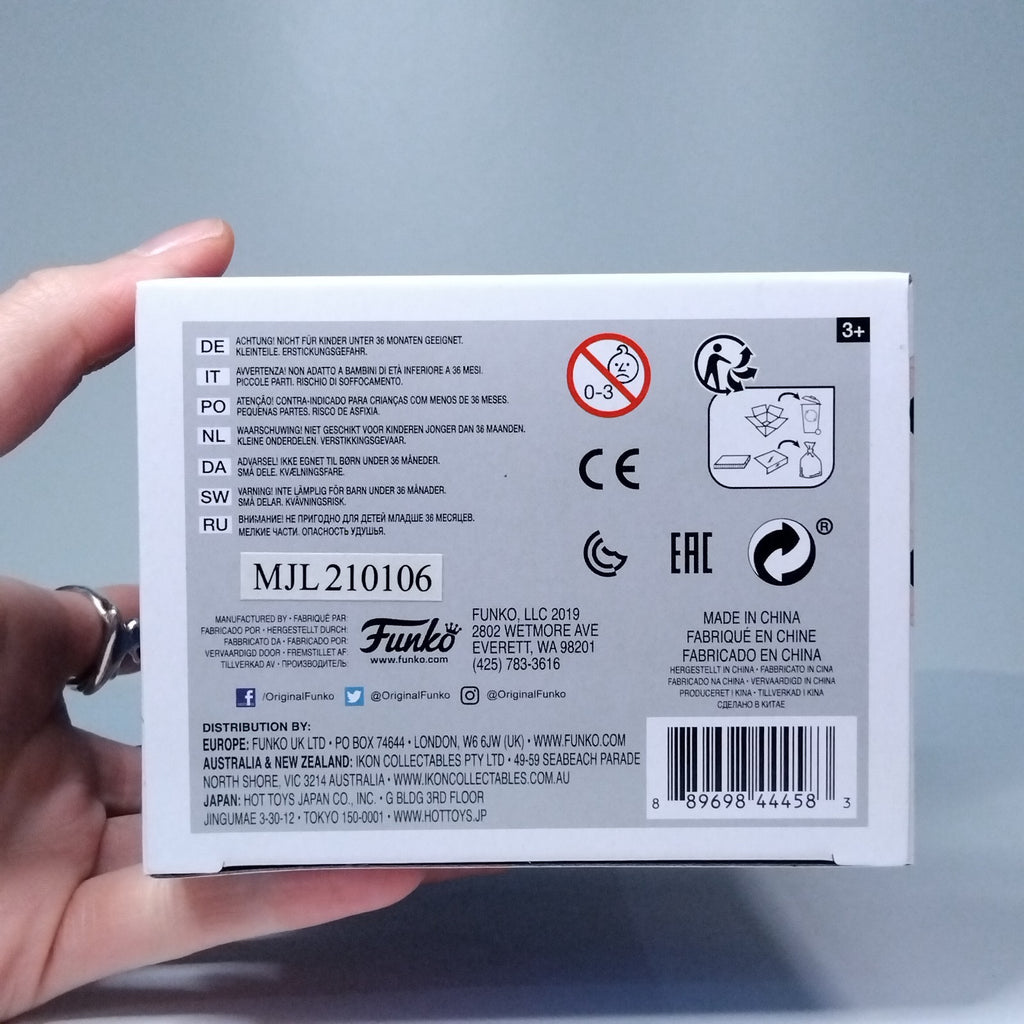 3+
DE
ACHTUNG! NICHT FÜR KINDER UNTER 36 MONATEN GEEIGNET.
KLEINTEILE. ERSTICKUNGSGEFAHR.
IT
AVVERTENZA! NON ADATTO A BAMBINI DI ETÀ INFERIORE A 36 MESI.
PICCOLE PARTI. RISCHIO DI SOFFOCAMENTO.
PO
ATENÇÃO! CONTRA-INDICADO PARA CRIANÇAS COM MENOS DE 36 MESES.
PEQUENAS PARTES. RISCO DE ASFIXIA.
NL
WAARSCHUWING! NIET GESCHIKT VOOR KINDEREN JONGER DAN 36 MAANDEN.
KLEINE ONDERDELEN. VERSTIKKINGSGEVAAR.
DA
ADVARSEL! IKKE EGNET TIL BØRN UNDER 36 MÅNEDER.
SMÅ DELE. KVÆLNINGSFARE.
SW
VARNING! INTE LÄMPLIG FÖR BARN UNDER 36 MÅNADER.
SMÅ DELAR. KVÄVNINGSRISK.
RU
ВНИМАНИЕ! НЕ ПРИГОДНО ДЛЯ ДЕТЕЙ МЛАДШЕ 36 МЕСЯЦЕВ.
МЕЛКИЕ ЧАСТИ. ОПАСНОСТЬ УДУШЬЯ.
0-3
CE
EAC
®
MJL 210106
MANUFACTURED BY • FABRIQUÉ PAR
FABRICADO POR • HERGESTELLT DURCH:
FABBRICATO DA • FABRICADO POR:
VERVAARDIGD DOOR • FREMSTILLET AF:
TILLVERKAD AV • ПРОИЗВОДИТЕЛЬ:
Funko
www.funko.com
FUNKO, LLC 2019
2802 WETMORE AVE
EVERETT, WA 98201
(425) 783-3616
MADE IN CHINA
FABRIQUÉ EN CHINE
FABRICADO EN CHINA
HERGESTELLT IN CHINA • FABBRICATO IN CINA
FABRICADO NA CHINA • VERVAARDIGD IN CHINA
PRODUCERET I KINA • TILLVERKAD I KINA
СДЕЛАНО В КИТАЕ
/OriginalFunko @OriginalFunko @OriginalFunko
DISTRIBUTION BY:
EUROPE: FUNKO UK LTD • PO BOX 74644 • LONDON, W6 6JW (UK) • WWW.FUNKO.COM
AUSTRALIA & NEW ZEALAND: IKON COLLECTABLES PTY LTD • 49-59 SEABEACH PARADE
NORTH SHORE, VIC 3214 AUSTRALIA • WWW.IKONCOLLECTABLES.COM.AU
JAPAN: HOT TOYS JAPAN CO., INC. • G BLDG 3RD FLOOR
JINGUMAE 3-30-12 • TOKYO 150-0001 • WWW.HOTTOYS.JP
8 89698 44458 3